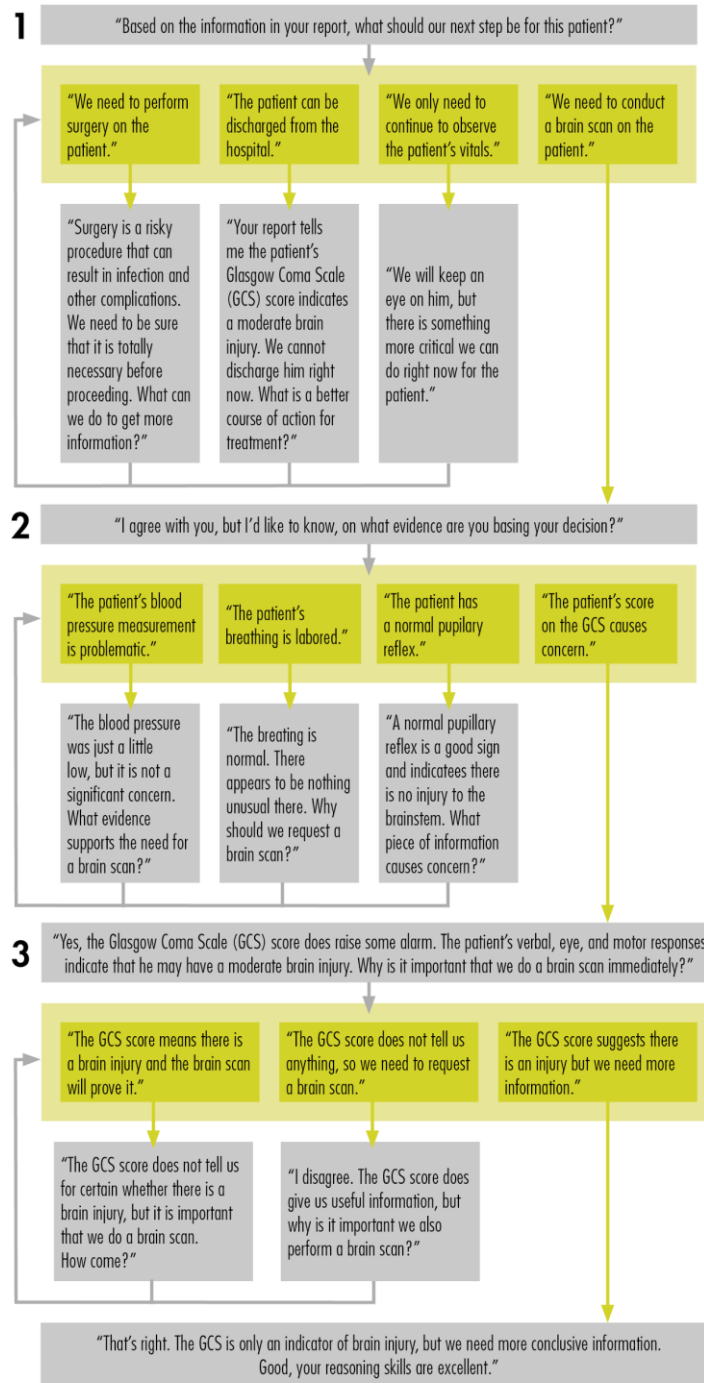 1
“Based on the information in your report, what should our next step be for this patient?”
“We need to perform
surgery on the
patient.”
“The patient can be
discharged from the
hospital.”
“We only need to
continue to observe
the patient’s vitals.”
“We need to conduct
a brain scan on the
patient.”
“Surgery is a risky
procedure that can
result in infection and
other complications.
We need to be sure
that it is totally
necessary before
proceeding. What can
we do to get more
information?”
“Your report tells
me the patient’s
Glasgow Coma Scale
(GCS) score indicates
a moderate brain
injury. We cannot
discharge him right
now. What is a better
course of action for
treatment?”
“We will keep an
eye on him, but
there is something
more critical we can
do right now for the
patient.”
2
“I agree with you, but I’d like to know, on what evidence are you basing your decision?”
“The patient’s blood
pressure measurement
is problematic.”
“The patient’s
breathing is labored.”
“The patient has
a normal pupilary
reflex.”
“The patient’s score
on the GCS causes
concern.”
“The blood pressure
was just a little
low, but it is not a
significant concern.
What evidence
supports the need for
a brain scan?”
“The breating is
normal. There
appears to be nothing
unusual there. Why
should we request a
brain scan?”
“A normal pupillary
reflex is a good sign
and indicatees there
is no injury to the
brainstem. What
piece of information
causes concern?”
3
“Yes, the Glasgow Coma Scale (GCS) score does raise some alarm. The patient’s verbal, eye, and motor responses
indicate that he may have a moderate brain injury. Why is it important that we do a brain scan immediately?”
“The GCS score means there is
a brain injury and the brain scan
will prove it.”
“The GCS score does not tell us
anything, so we need to request
a brain scan.”
“The GCS score suggests there
is an injury but we need more
information.”
“The GCS score does not tell us
for certain whether there is a
brain injury, but it is important
that we do a brain scan.
How come?”
“I disagree. The GCS score does
give us useful information, but
why is it important we also
perform a brain scan?”
“That’s right. The GCS is only an indicator of brain injury, but we need more conclusive information.
Good, your reasoning skills are excellent.”